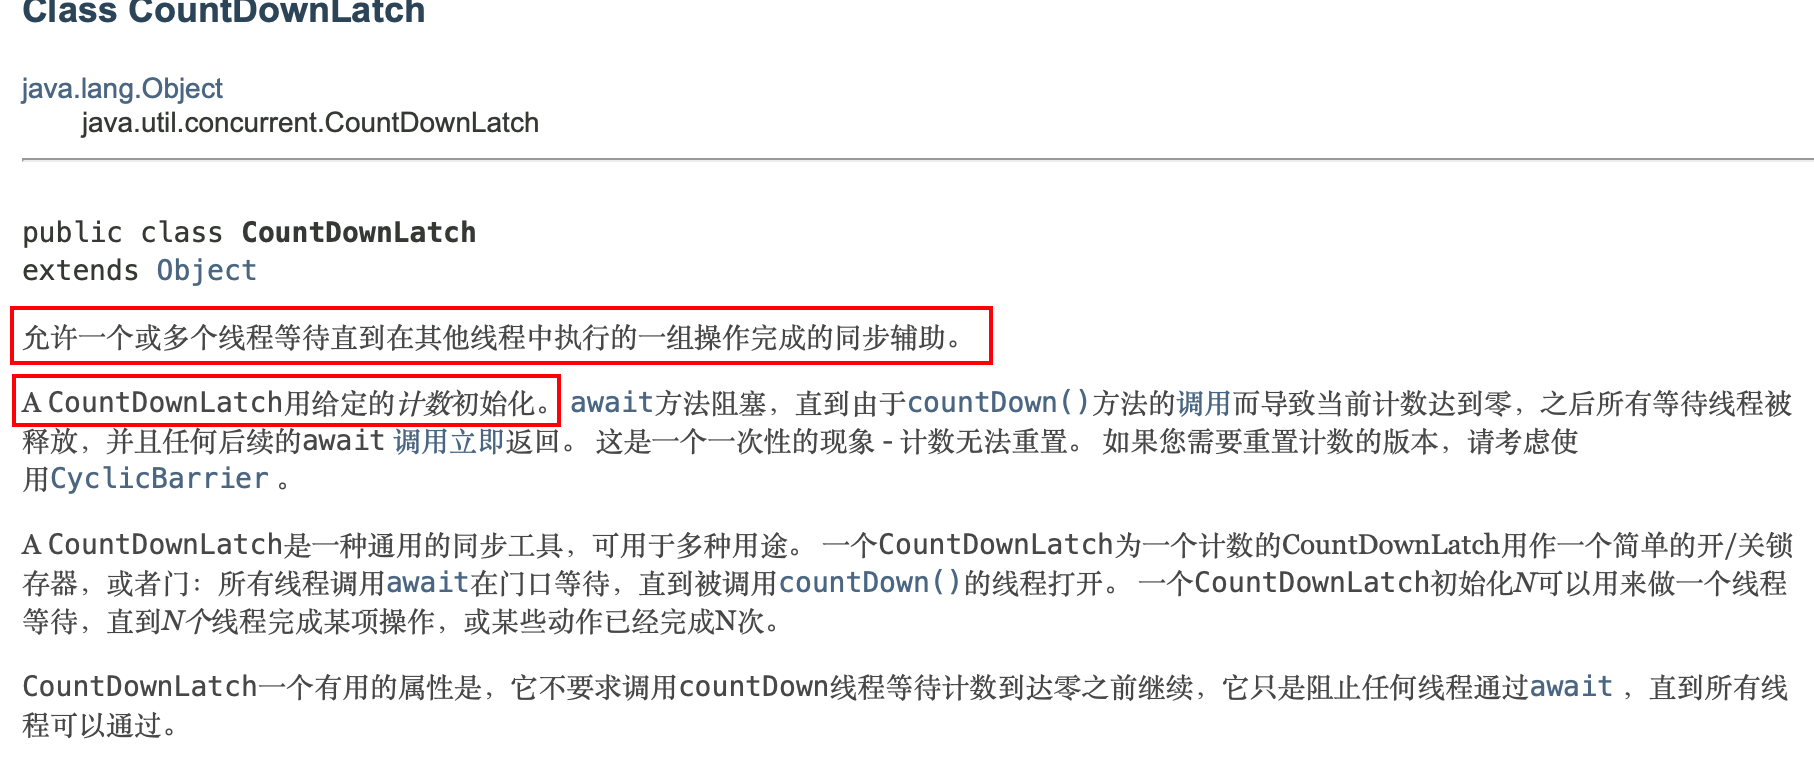 Class CountDownLatch
java.lang.Object
java.util.concurrent.CountDownLatch
public class CountDownLatch
extends Object
允许一个或多个线程等待直到在其他线程中执行的一组操作完成的同步辅助。
A CountDownLatch用给定的计数初始化。 await方法阻塞，直到由于countDown()方法的调用而导致当前计数达到零，之后所有等待线程被
释放，并且任何后续的await 调用立即返回。 这是一个一次性的现象 - 计数无法重置。 如果您需要重置计数的版本，请考虑使
用CyclicBarrier 。
A CountDownLatch是一种通用的同步工具，可用于多种用途。 一个CountDownLatch为一个计数的CountDownLatch用作一个简单的开/关锁
存器，或者门：所有线程调用await在门口等待，直到被调用countDown()的线程打开。 一个CountDownLatch初始化N可以用来做一个线程
等待，直到N个线程完成某项操作，或某些动作已经完成N次。
CountDownLatch一个有用的属性是，它不要求调用countDown线程等待计数到达零之前继续，它只是阻止任何线程通过await ，直到所有线
程可以通过。